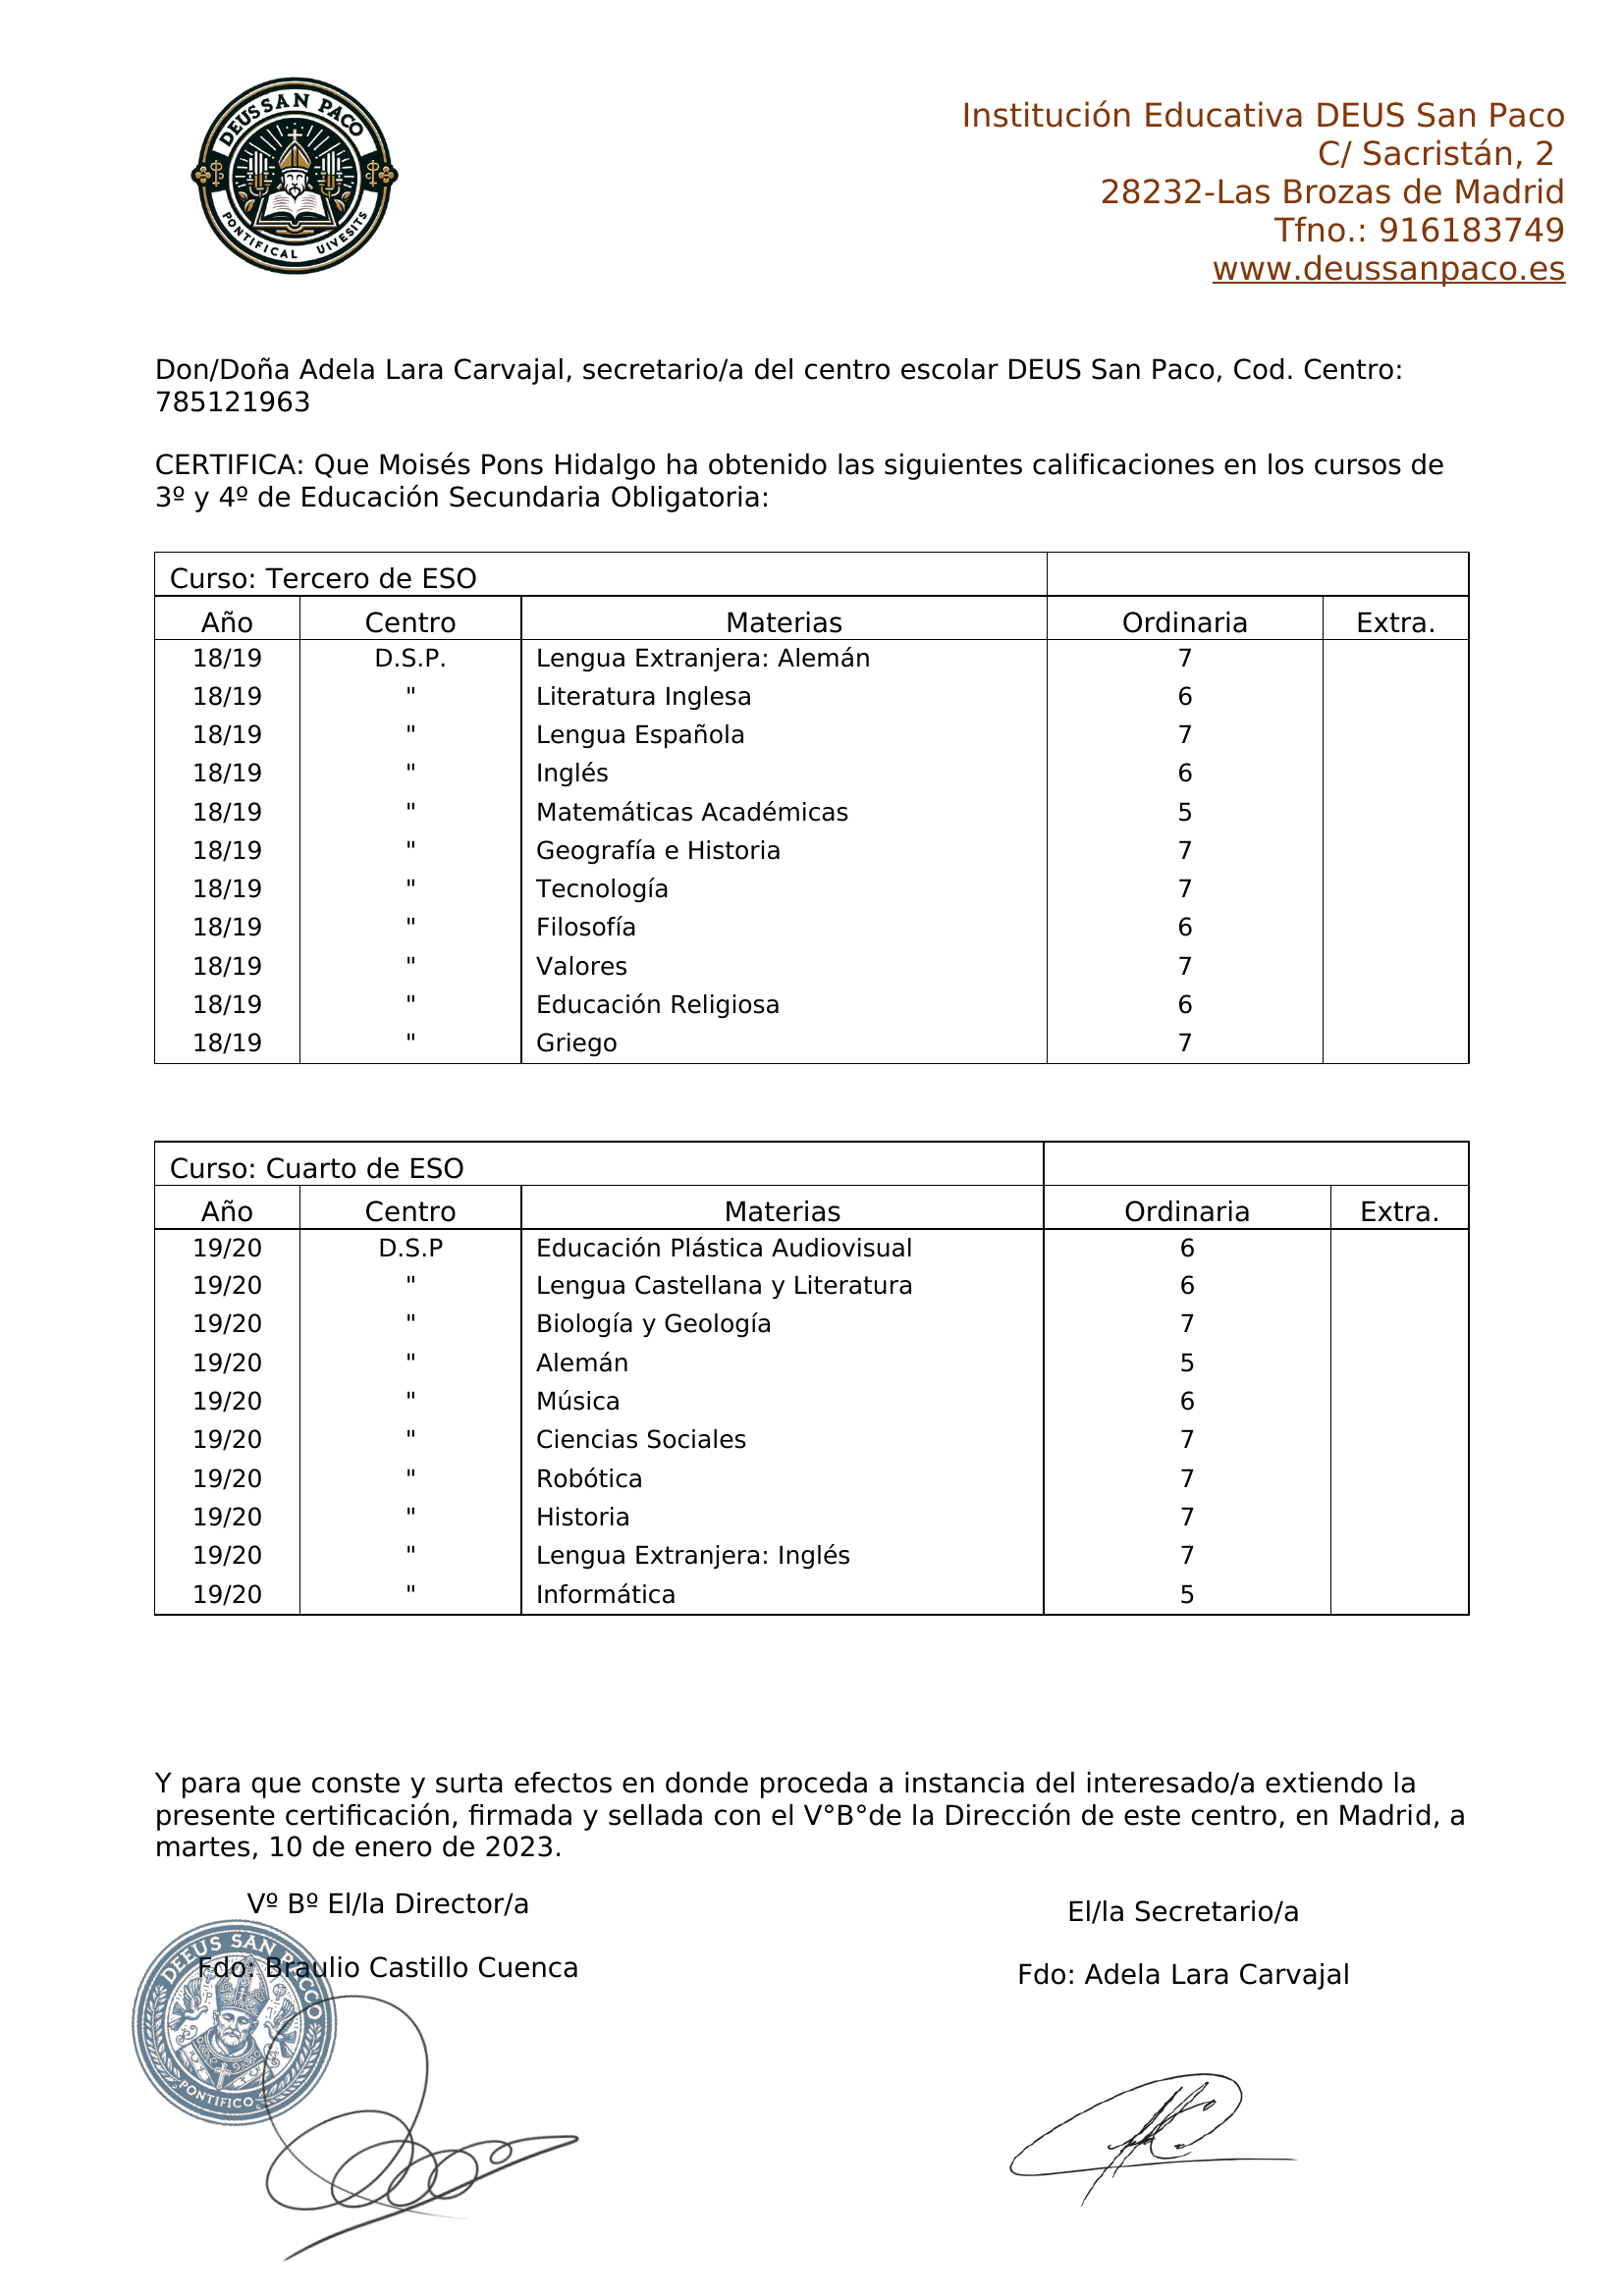 DEUSSAN PACO
PONTIFICAL UIVESITS
Institución Educativa DEUS San Paco
C/ Sacristán, 2
28232-Las Brozas de Madrid
Tfno.: 916183749
www.deussanpaco.es
Don/Doña Adela Lara Carvajal, secretario/a del centro escolar DEUS San Paco, Cod. Centro:
785121963
CERTIFICA: Que Moisés Pons Hidalgo ha obtenido las siguientes calificaciones en los cursos de
3º y 4º de Educación Secundaria Obligatoria:
Curso: Tercero de ESO
Año Centro Materias Ordinaria Extra.
18/19 D.S.P. Lengua Extranjera: Alemán 7
18/19 " Literatura Inglesa 6
18/19 " Lengua Española 7
18/19 " Inglés 6
18/19 " Matemáticas Académicas 5
18/19 " Geografía e Historia 7
18/19 " Tecnología 7
18/19 " Filosofía 6
18/19 " Valores 7
18/19 " Educación Religiosa 6
18/19 " Griego 7
Curso: Cuarto de ESO
Año Centro Materias Ordinaria Extra.
19/20 D.S.P Educación Plástica Audiovisual 6
19/20 " Lengua Castellana y Literatura 6
19/20 " Biología y Geología 7
19/20 " Alemán 5
19/20 " Música 6
19/20 " Ciencias Sociales 7
19/20 " Robótica 7
19/20 " Historia 7
19/20 " Lengua Extranjera: Inglés 7
19/20 " Informática 5
Y para que conste y surta efectos en donde proceda a instancia del interesado/a extiendo la
presente certificación, firmada y sellada con el V°B°de la Dirección de este centro, en Madrid, a
martes, 10 de enero de 2023.
Vº Bº El/la Director/a
El/la Secretario/a
Fdo: Braulio Castillo Cuenca
Fdo: Adela Lara Carvajal
DEEUS SAN PACCO
PONTIFICO